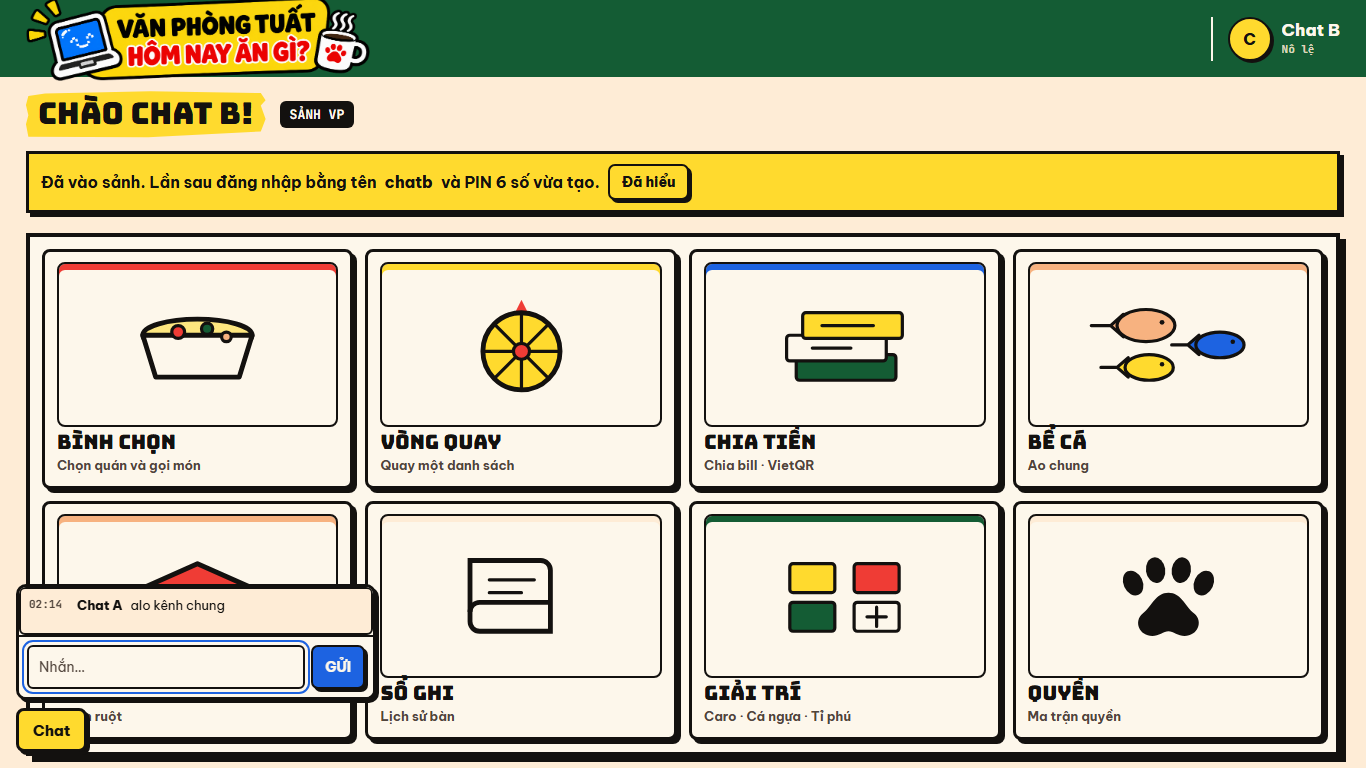 VĂN PHÒNG TUẤT
HÔM NAY ĂN GÌ?
C
Chat B
Nô lệ
CHÀO CHAT B!
SẢNH VP
Đã vào sảnh. Lần sau đăng nhập bằng tên chatb và PIN 6 số vừa tạo.
Đã hiểu
BÌNH CHỌN
Chọn quán và gọi món
VÒNG QUAY
Quay một danh sách
CHIA TIỀN
Chia bill · VietQR
BỂ CÁ
Ao chung
02:14 Chat A alo kênh chung
Nhắn...
GỬI
ruột
Chat
SỔ GHI
Lịch sử bàn
GIẢI TRÍ
Caro · Cá ngựa · Tỉ phú
QUYỀN
Ma trận quyền